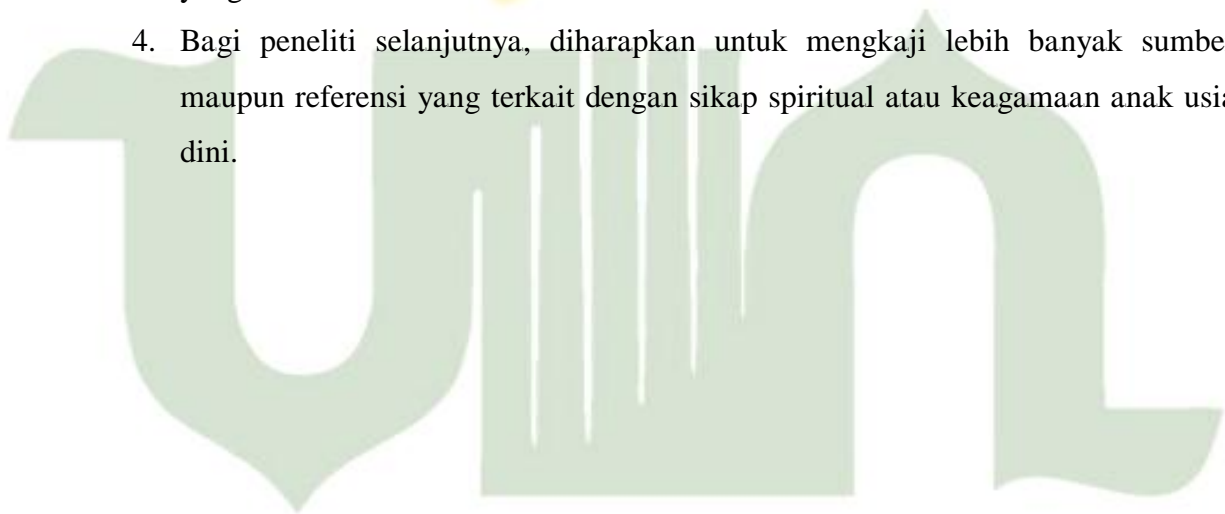 4. Bagi peneliti selanjutnya, diharapkan untuk mengkaji lebih banyak sumbe
maupun referensi yang terkait dengan sikap spiritual atau keagamaan anak usia
dini.